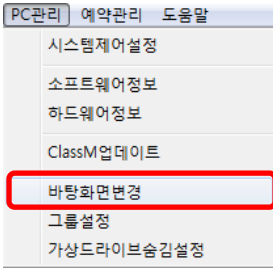 PC관리 예약관리 도움말
시스템제어설정
소프트웨어정보
하드웨어정보
ClassM업데이트
바탕화면변경
그룹설정
가상드라이브숨김설정